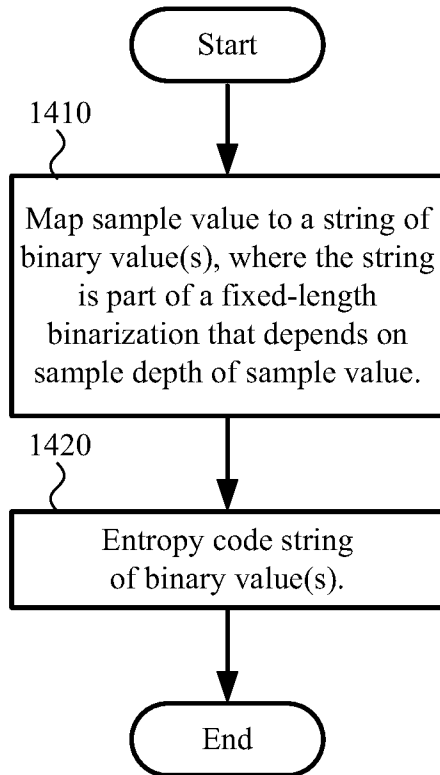 Start
1410
Map sample value to a string of
binary value(s), where the string
is part of a fixed-length
binarization that depends on
sample depth of sample value.
1420
Entropy code string
of binary value(s).
End